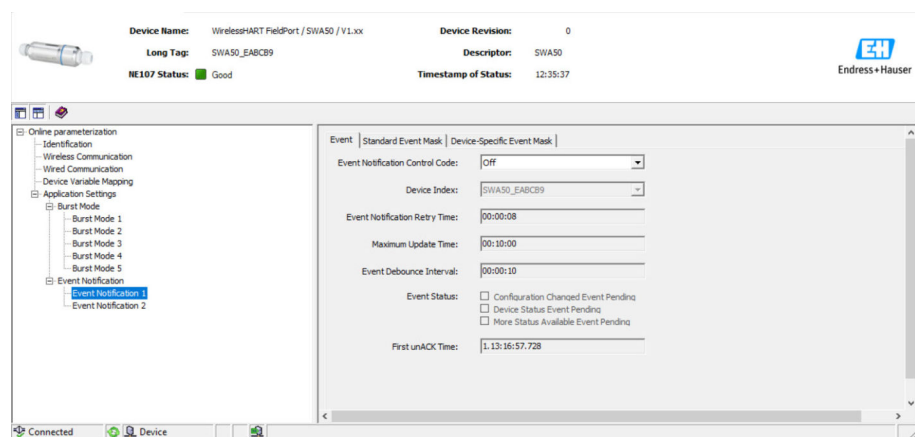 Device Name: WirelessHART FieldPort / SWA50 / V1.xx Device Revision: 0
Long Tag: SWA50_EABCB9 Descriptor: SWA50
NE107 Status: Good Timestamp of Status: 12:35:37
EH
Endress+Hauser
Online parameterization
Identification
Wireless Communication
Wired Communication
Device Variable Mapping
Application Settings
Burst Mode
Burst Mode 1
Burst Mode 2
Burst Mode 3
Burst Mode 4
Burst Mode 5
Event Notification
Event Notification 1
Event Notification 2
Event Standard Event Mask Device-Specific Event Mask
Event Notification Control Code: Off
Device Index: SWA50_EABCB9
Event Notification Retry Time: 00:00:08
Maximum Update Time: 00:10:00
Event Debounce Interval: 00:00:10
Event Status: Configuration Changed Event Pending
Device Status Event Pending
More Status Available Event Pending
First unACK Time: 1.13:16:57.728
Connected Device